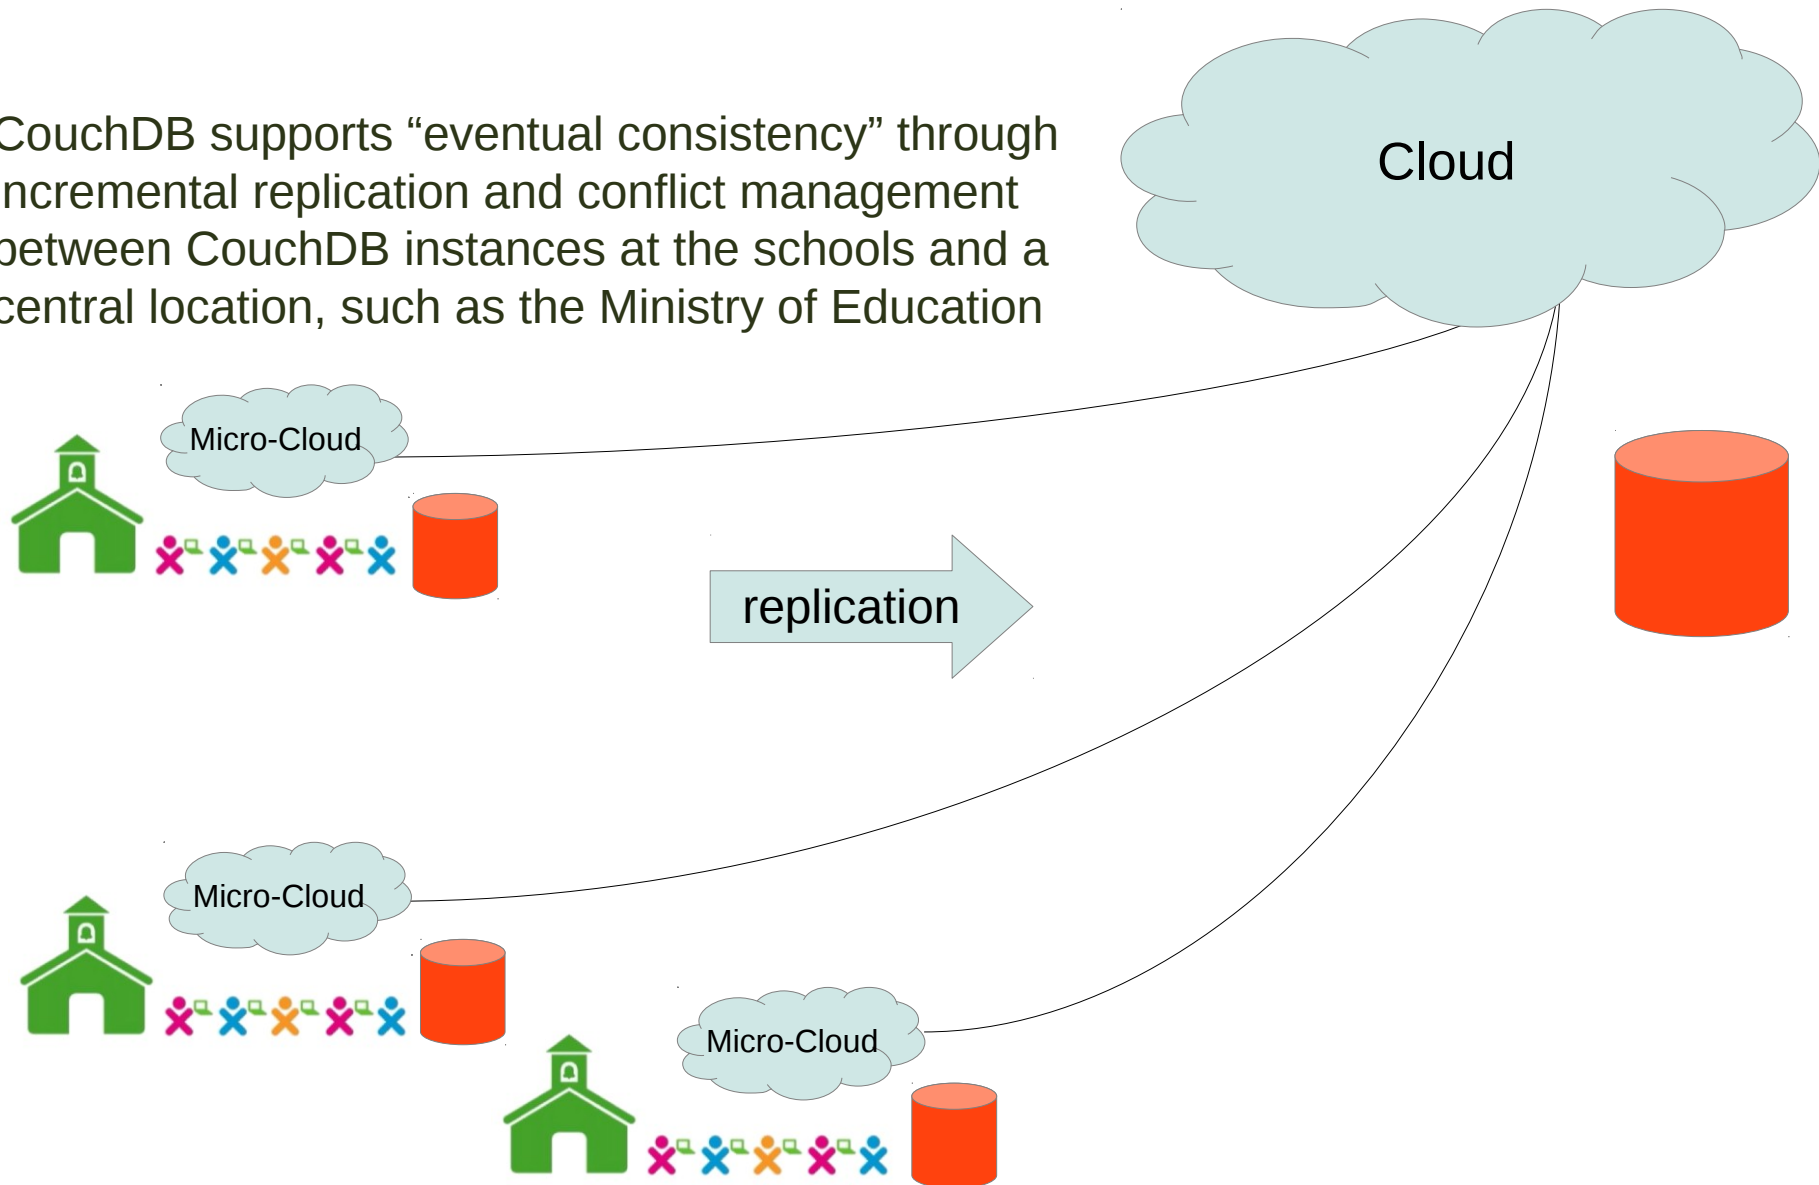 CouchDB supports “eventual consistency” through
ncremental replication and conflict management
between CouchDB instances at the schools and a
central location, such as the Ministry of Education
Cloud
Micro-Cloud
replication
Micro-Cloud
Micro-Cloud